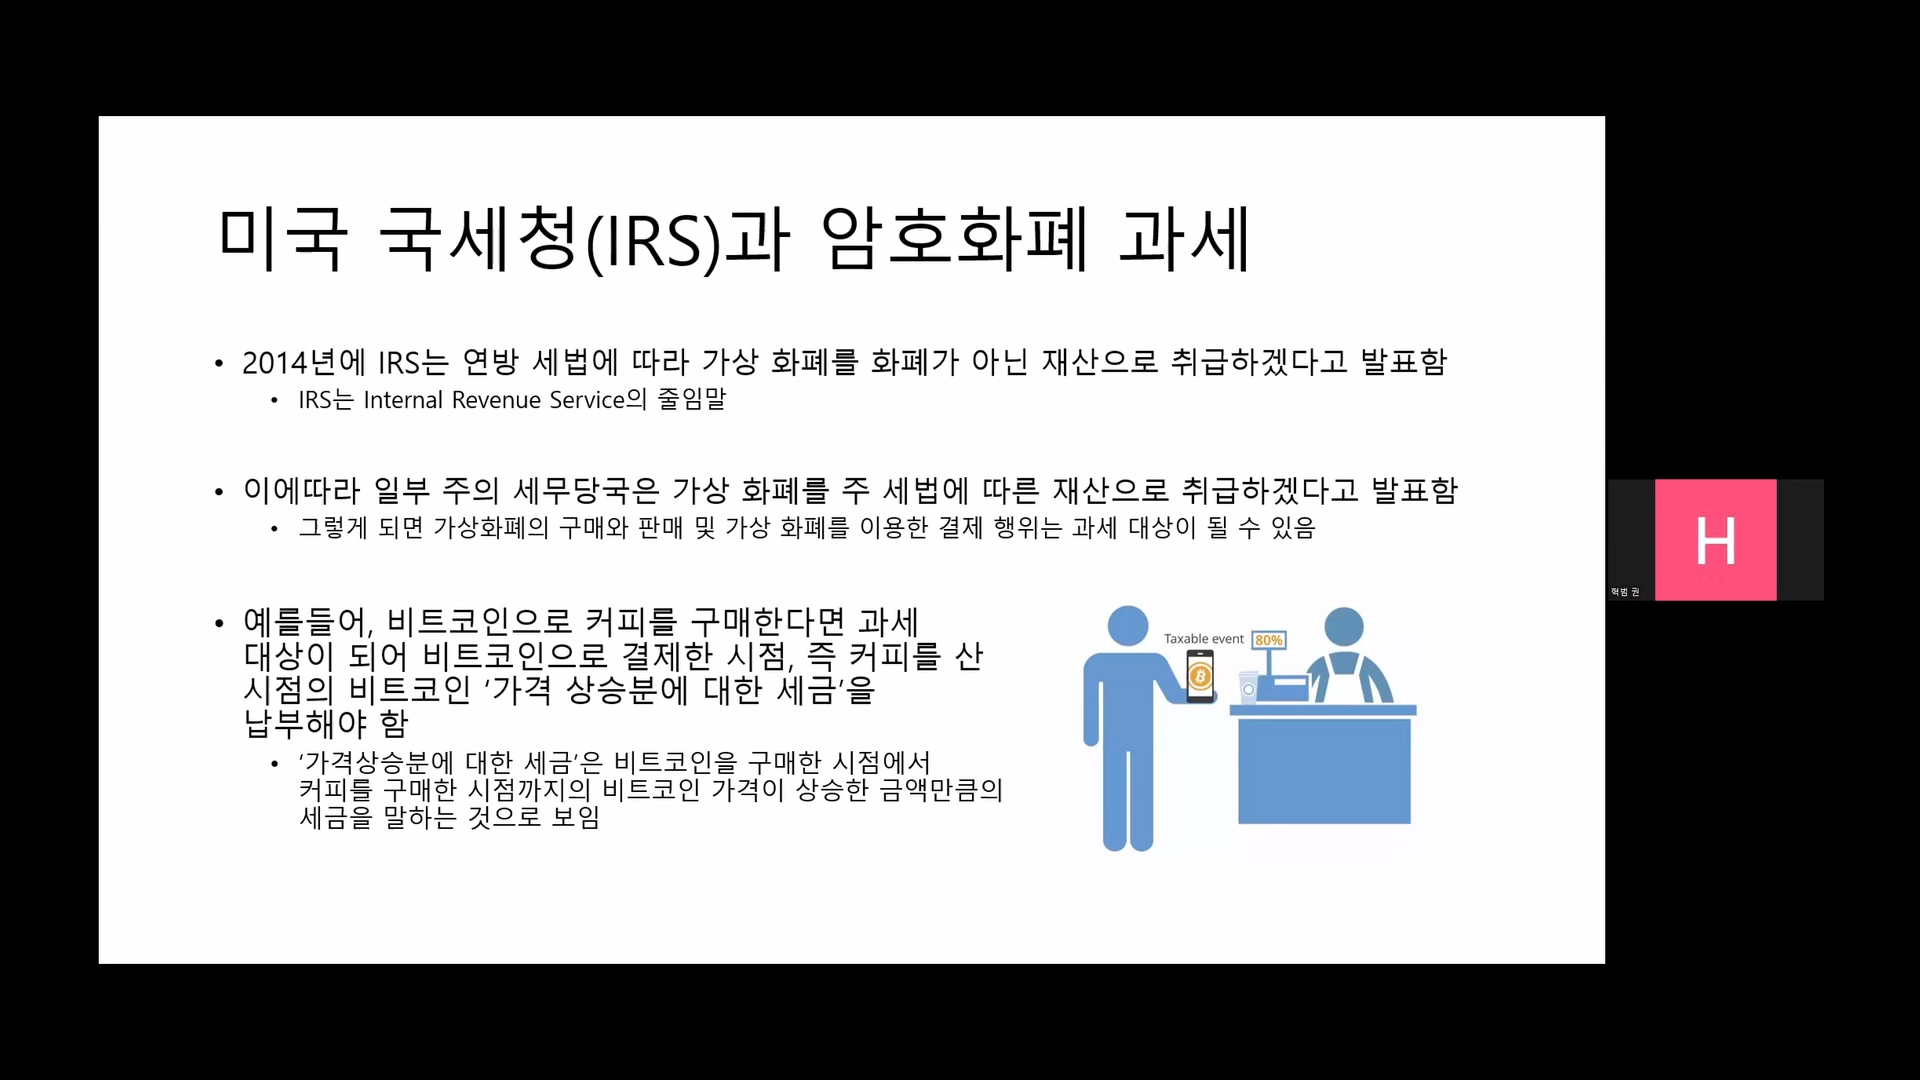 미국 국세청(IRS)과 암호화폐 과세
• 2014년에 IRS는 연방 세법에 따라 가상 화폐를 화폐가 아닌 재산으로 취급하겠다고 발표함
• IRS는 Internal Revenue Service의 줄임말
• 이에따라 일부 주의 세무당국은 가상 화폐를 주 세법에 따른 재산으로 취급하겠다고 발표함
• 그렇게 되면 가상화폐의 구매와 판매 및 가상 화폐를 이용한 결제 행위는 과세 대상이 될 수 있음
• 예를들어, 비트코인으로 커피를 구매한다면 과세
대상이 되어 비트코인으로 결제한 시점, 즉 커피를 산
시점의 비트코인 ‘가격 상승분에 대한 세금’을
납부해야 함
• ‘가격상승분에 대한 세금’은 비트코인을 구매한 시점에서
커피를 구매한 시점까지의 비트코인 가격이 상승한 금액만큼의
세금을 말하는 것으로 보임
Taxable event 80%
H
혁범 권